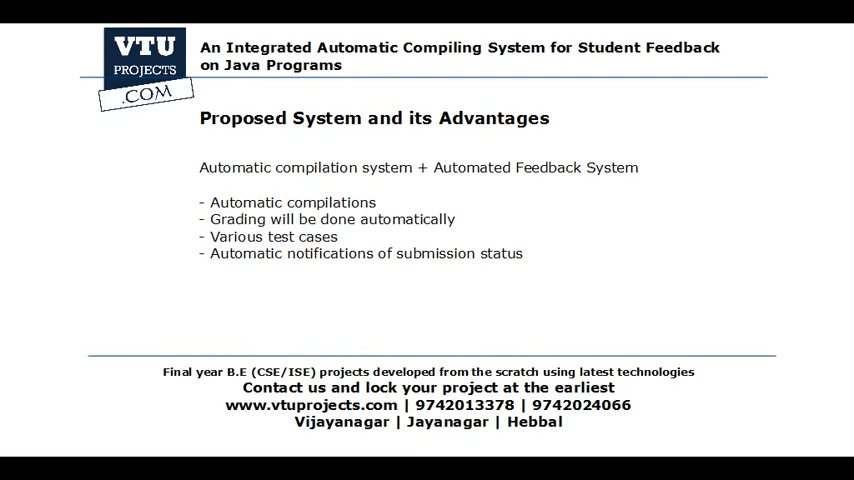 VTU
PROJECTS
.COM
An Integrated Automatic Compiling System for Student Feedback
on Java Programs
Proposed System and its Advantages
Automatic compilation system + Automated Feedback System
- Automatic compilations
- Grading will be done automatically
- Various test cases
- Automatic notifications of submission status
Final year B.E (CSE/ISE) projects developed from the scratch using latest technologies
Contact us and lock your project at the earliest
www.vtuprojects.com | 9742013378 | 9742024066
Vijayanagar | Jayanagar | Hebbal